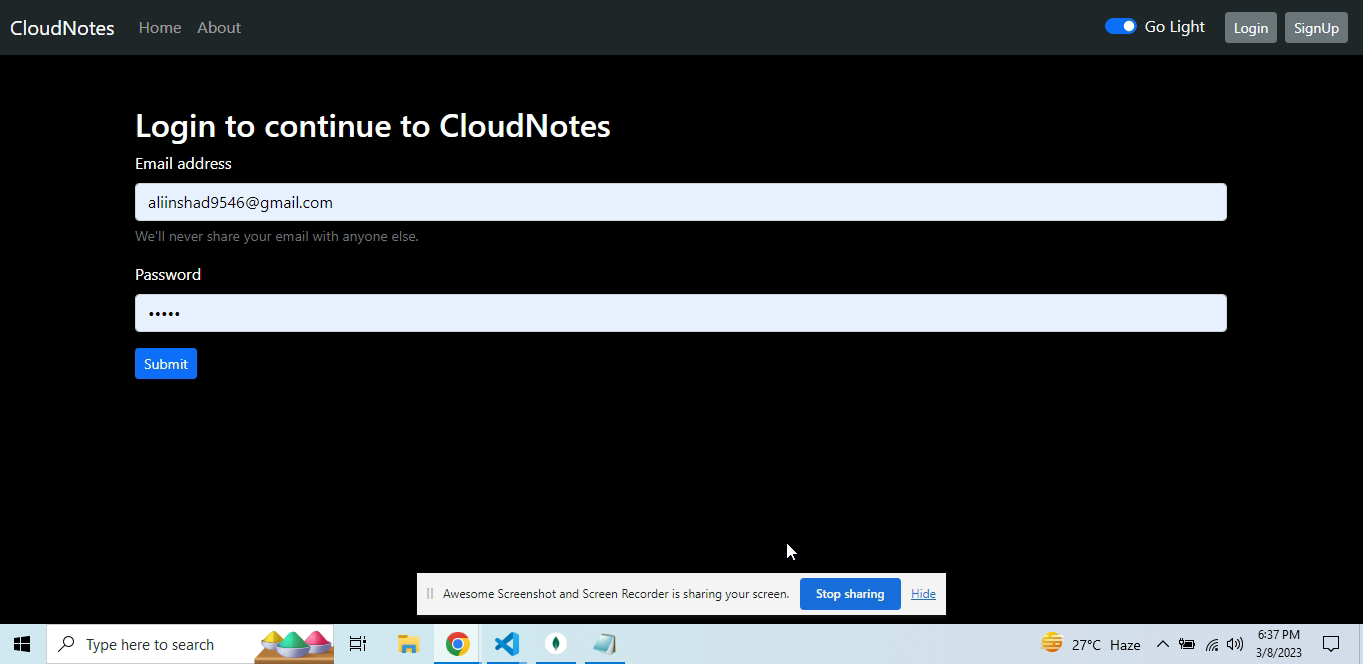 CloudNotes Home About Go Light Login SignUp
Login to continue to CloudNotes
Email address
aliinshad9546@gmail.com
We'll never share your email with anyone else.
Password
•••••
Submit
Awesome Screenshot and Screen Recorder is sharing your screen. Stop sharing Hide
Type here to search 27°C Haze 6:37 PM
3/8/2023